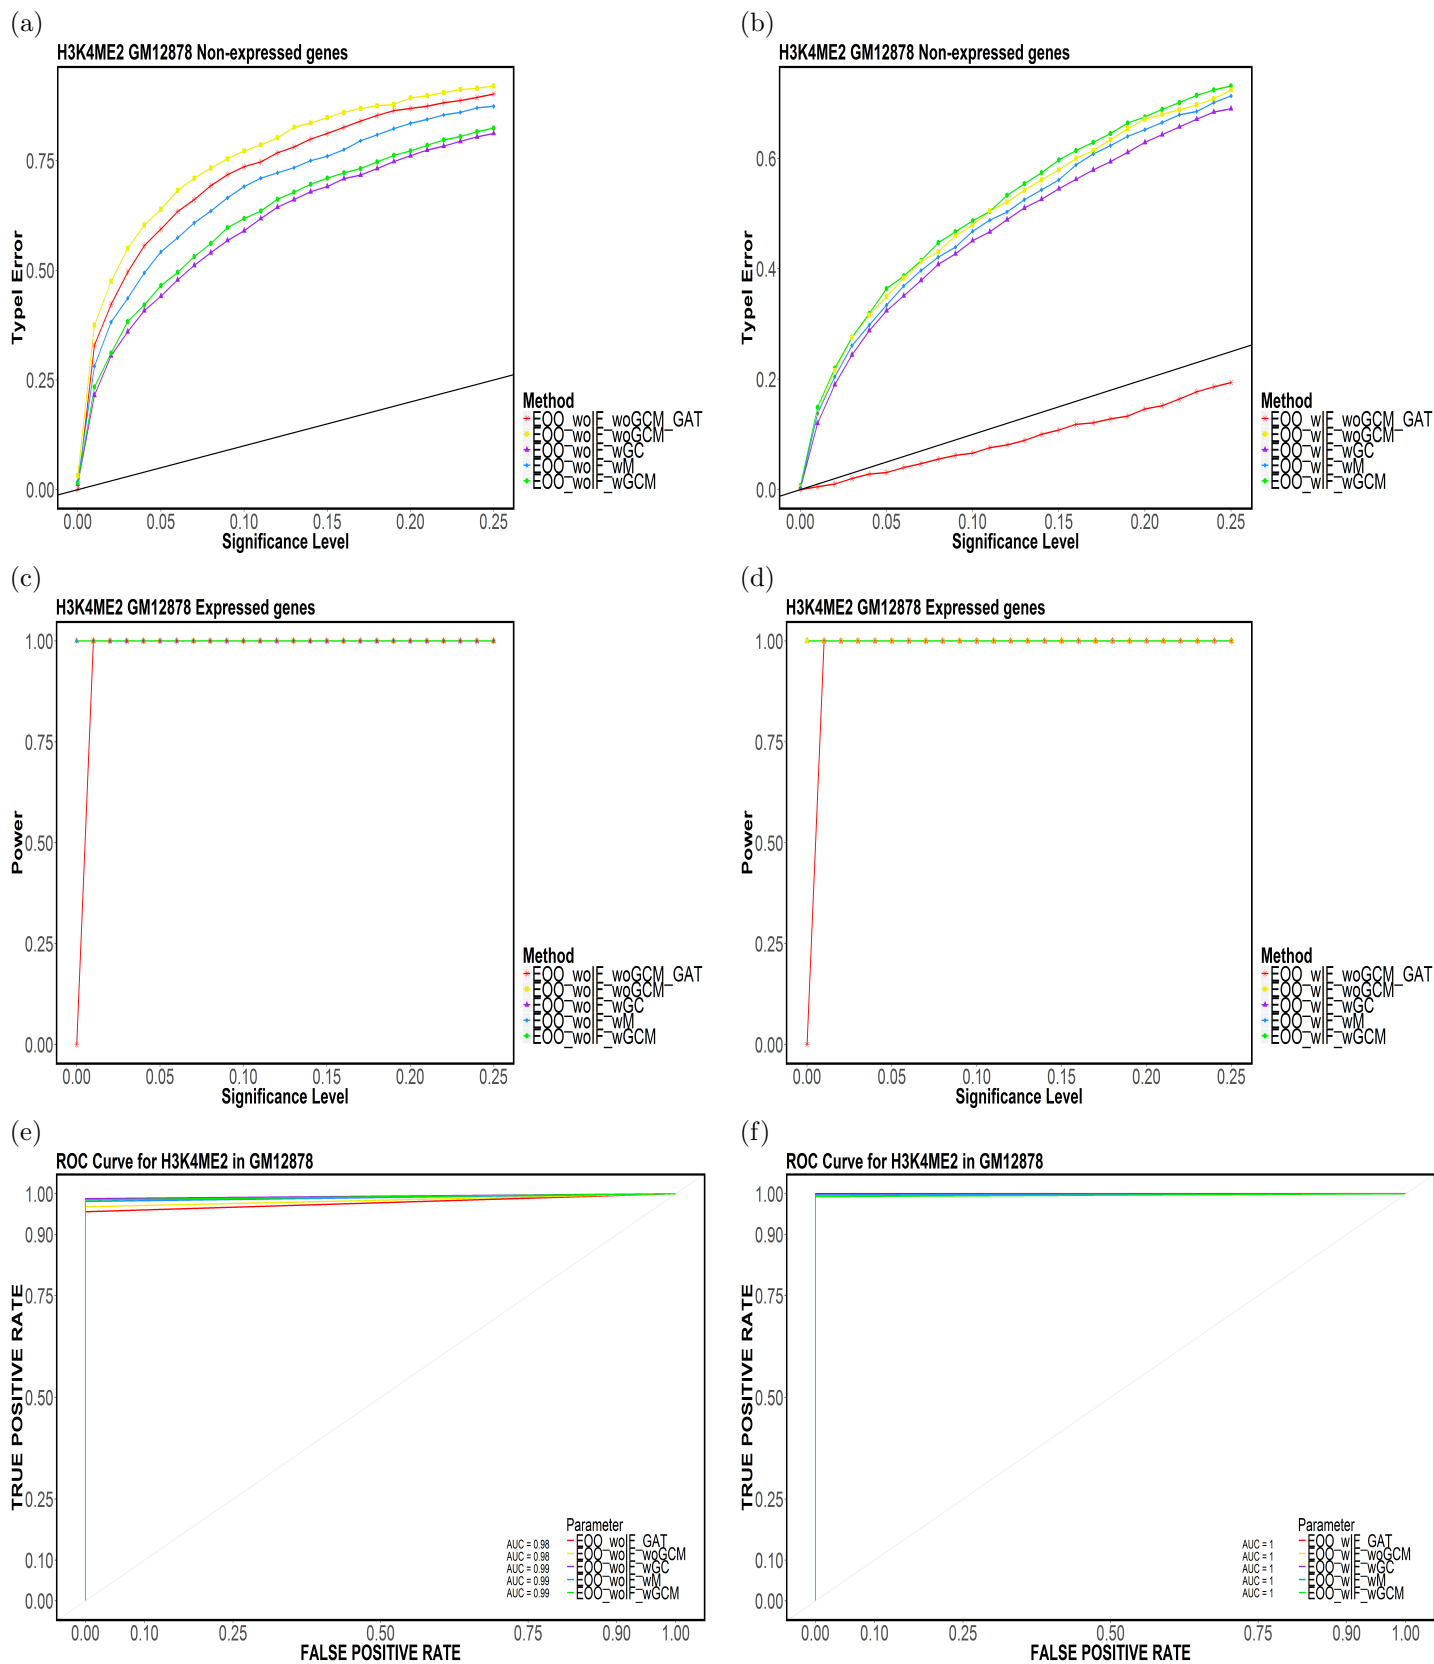 (a)
H3K4ME2 GM12878 Non-expressed genes
TypeI Error
0.75
0.50
0.25
0.00
0.00 0.05 0.10 0.15 0.20 0.25
Significance Level
Method
EOO_woIF_woGCM_GAT
EOO_woIF_woGCM
EOO_woIF_wGC
EOO_woIF_wM
EOO_woIF_wGCM
(b)
H3K4ME2 GM12878 Non-expressed genes
TypeI Error
0.6
0.4
0.2
0.0
0.00 0.05 0.10 0.15 0.20 0.25
Significance Level
Method
EOO_wIF_woGCM_GAT
EOO_wIF_woGCM
EOO_wIF_wGC
EOO_wIF_wM
EOO_wIF_wGCM
(c)
H3K4ME2 GM12878 Expressed genes
Power
1.00
0.75
0.50
0.25
0.00
0.00 0.05 0.10 0.15 0.20 0.25
Significance Level
Method
EOO_woIF_woGCM_GAT
EOO_woIF_woGCM
EOO_woIF_wGC
EOO_woIF_wM
EOO_woIF_wGCM
(d)
H3K4ME2 GM12878 Expressed genes
Power
1.00
0.75
0.50
0.25
0.00
0.00 0.05 0.10 0.15 0.20 0.25
Significance Level
Method
EOO_wIF_woGCM_GAT
EOO_wIF_woGCM
EOO_wIF_wGC
EOO_wIF_wM
EOO_wIF_wGCM
(e)
ROC Curve for H3K4ME2 in GM12878
TRUE POSITIVE RATE
1.00
0.90
0.75
0.50
0.25
0.10
0.00
0.00 0.10 0.25 0.50 0.75 0.90 1.00
FALSE POSITIVE RATE
Parameter
AUC = 0.98 EOO_woIF_GAT
AUC = 0.98 EOO_woIF_woGCM
AUC = 0.99 EOO_woIF_wGC
AUC = 0.99 EOO_woIF_wM
AUC = 0.99 EOO_woIF_wGCM
(f)
ROC Curve for H3K4ME2 in GM12878
TRUE POSITIVE RATE
1.00
0.90
0.75
0.50
0.25
0.10
0.00
0.00 0.10 0.25 0.50 0.75 0.90 1.00
FALSE POSITIVE RATE
Parameter
AUC = 1 EOO_wIF_GAT
AUC = 1 EOO_wIF_woGCM
AUC = 1 EOO_wIF_wGC
AUC = 1 EOO_wIF_wM
AUC = 1 EOO_wIF_wGCM